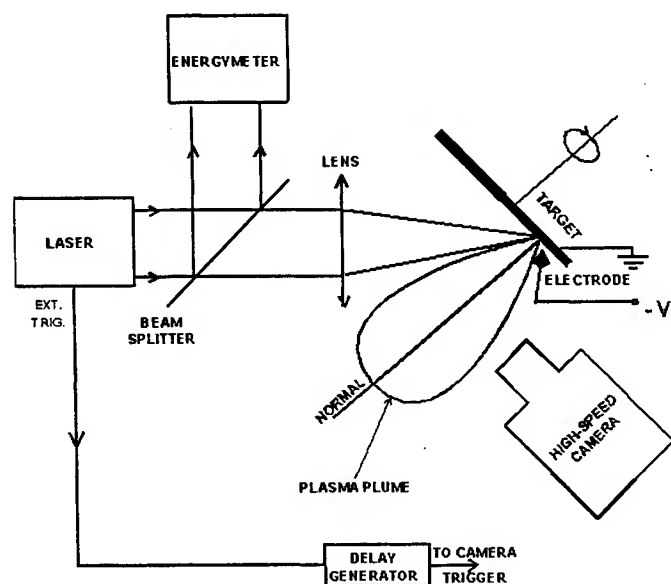 ENERGYMETER
LENS
TARGET
LASER
ELECTRODE
- V
EXT.
TRIG.
BEAM
SPLITTER
NORMAL
HIGH-SPEED
CAMERA
PLASMA PLUME
DELAY
GENERATOR
TO CAMERA
TRIGGER